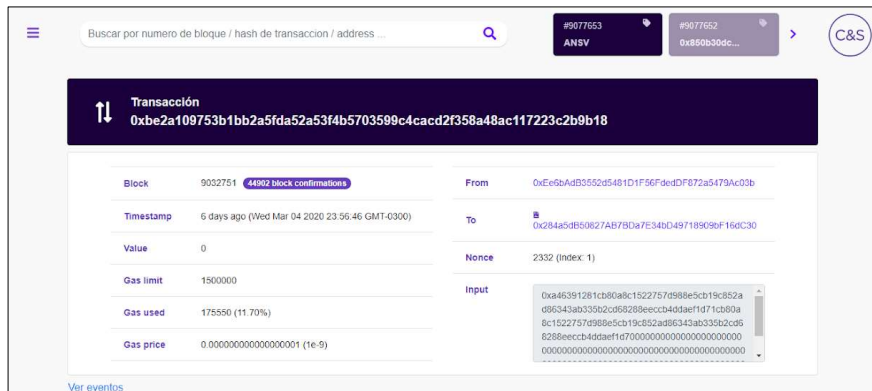 Buscar por numero de bloque / hash de transaccion / address ...
#9077653
ANSV
#9077652
0x850b30dc...
C&S
Transacción
0xbe2a109753b1bb2a5fda52a53f4b5703599c4cacd2f358a48ac117223c2b9b18
Block 9032751 44902 block confirmations
Timestamp 6 days ago (Wed Mar 04 2020 23:56:46 GMT-0300)
Value 0
Gas limit 1500000
Gas used 175550 (11.70%)
Gas price 0.000000000000000001 (1e-9)
From 0xEe6bAdB3552d5481D1F56FdedDF872a5479Ac03b
To
0x284a5dB50827AB7BDa7E34bD49718909bF16dC30
Nonce 2332 (Index: 1)
Input
0xa46391281cb80a8c1522757d988e5cb19c852a
d86343ab335b2cd68288eeccb4ddaef1d71cb80a
8c1522757d988e5cb19c852ad86343ab335b2cd6
8288eeccb4ddaef1d70000000000000000000000
Ver eventos